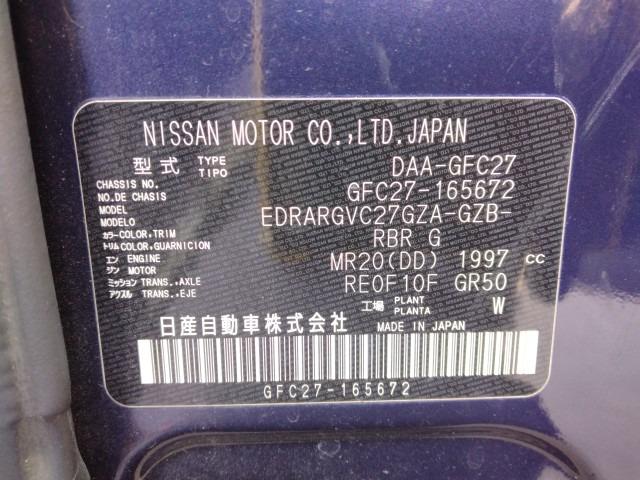 NISSAN MOTOR CO.,LTD.JAPAN
型式 TYPE TIPO DAA-GFC27
CHASSIS NO. NO.DE CHASIS GFC27-165672
MODEL MODELO EDRARGVC27GZA-GZB-
カラー COLOR,TRIM トリム COLOR,GUARNICION RBR G
エンジン ENGINE MOTOR MR20(DD) 1997 cc
ミッション TRANS.,AXLE アクスル TRANS.,EJE RE0F10F GR50
工場 PLANT PLANTA W
日産自動車株式会社 MADE IN JAPAN
GFC27-165672